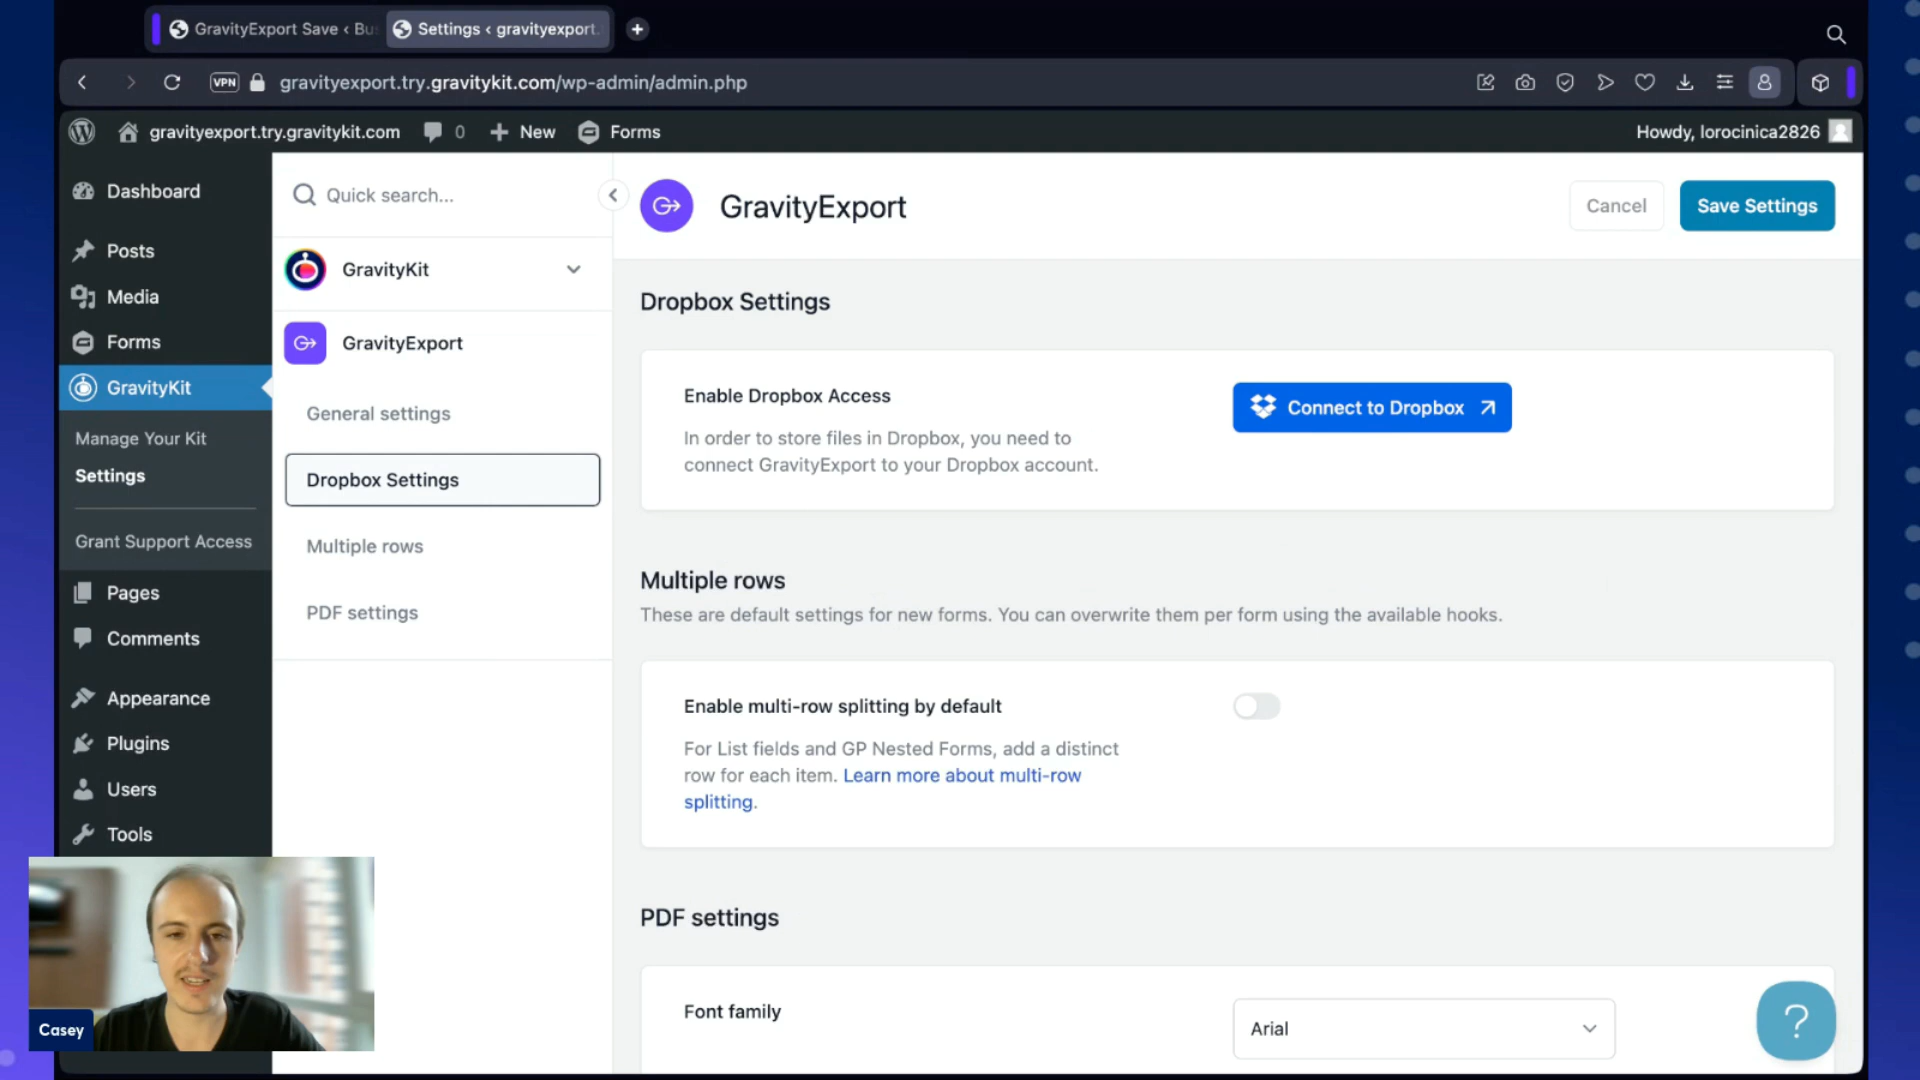 GravityExport Save ‹ Bus
Settings ‹ gravityexport.
VPN
gravityexport.try.gravitykit.com/wp-admin/admin.php
gravityexport.try.gravitykit.com
0
New
Forms
Howdy, lorocinica2826
Dashboard
Posts
Media
Forms
GravityKit
Manage Your Kit
Settings
Grant Support Access
Pages
Comments
Appearance
Plugins
Users
Tools
Quick search...
GravityKit
GravityExport
General settings
Dropbox Settings
Multiple rows
PDF settings
GravityExport
Cancel
Save Settings
Dropbox Settings
Enable Dropbox Access
In order to store files in Dropbox, you need to
connect GravityExport to your Dropbox account.
Connect to Dropbox
Multiple rows
These are default settings for new forms. You can overwrite them per form using the available hooks.
Enable multi-row splitting by default
For List fields and GP Nested Forms, add a distinct
row for each item. Learn more about multi-row
splitting.
PDF settings
Font family
Arial
?
Casey